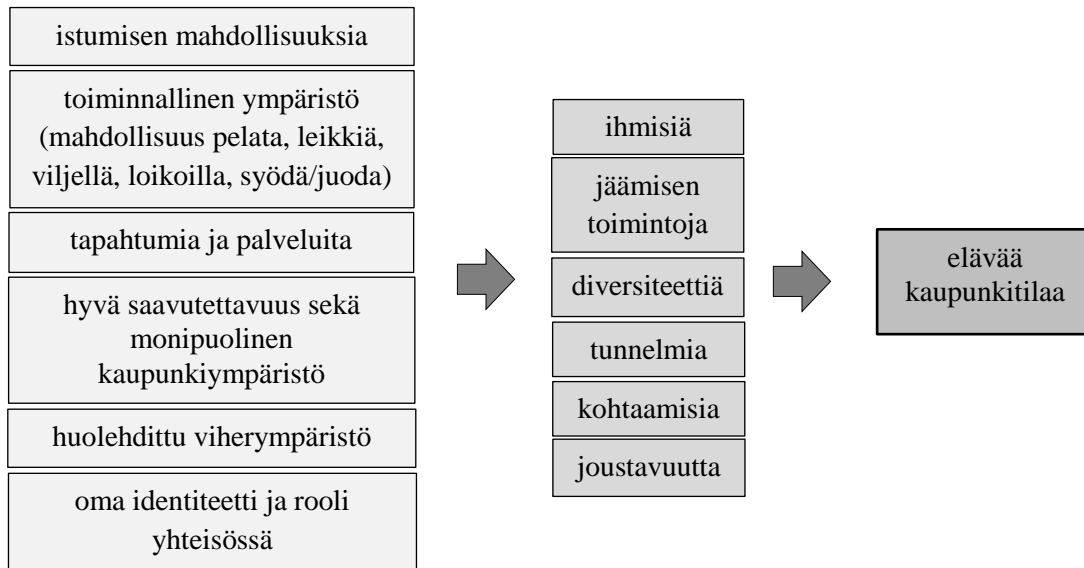 istumisen mahdollisuuksia
toiminnallinen ympäristö
(mahdollisuus pelata, leikkiä,
viljellä, loikoilla, syödä/juoda)
tapahtumia ja palveluita
hyvä saavutettavuus sekä
monipuolinen
kaupunkiympäristö
huolehdittu viherympäristö
oma identiteetti ja rooli
yhteisössä
ihmisiä
jäämisen
toimintoja
diversiteettiä
tunnelmia
kohtaamisia
joustavuutta
elävää
kaupunkitilaa